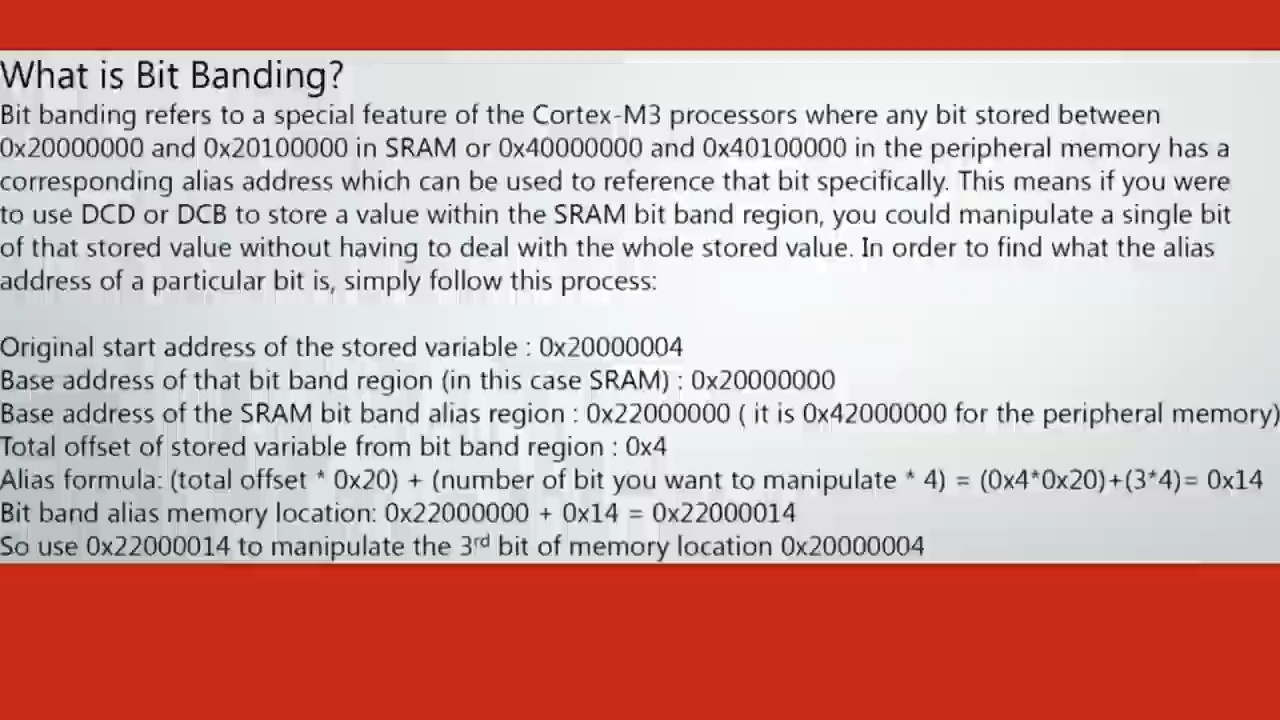 What is Bit Banding?
Bit banding refers to a special feature of the Cortex-M3 processors where any bit stored between
0x20000000 and 0x20100000 in SRAM or 0x40000000 and 0x40100000 in the peripheral memory has a
corresponding alias address which can be used to reference that bit specifically. This means if you were
to use DCD or DCB to store a value within the SRAM bit band region, you could manipulate a single bit
of that stored value without having to deal with the whole stored value. In order to find what the alias
address of a particular bit is, simply follow this process:
Original start address of the stored variable : 0x20000004
Base address of that bit band region (in this case SRAM) : 0x20000000
Base address of the SRAM bit band alias region : 0x22000000 ( it is 0x42000000 for the peripheral memory)
Total offset of stored variable from bit band region : 0x4
Alias formula: (total offset * 0x20) + (number of bit you want to manipulate * 4) = (0x4*0x20)+(3*4)= 0x14
Bit band alias memory location: 0x22000000 + 0x14 = 0x22000014
So use 0x22000014 to manipulate the 3rd bit of memory location 0x20000004